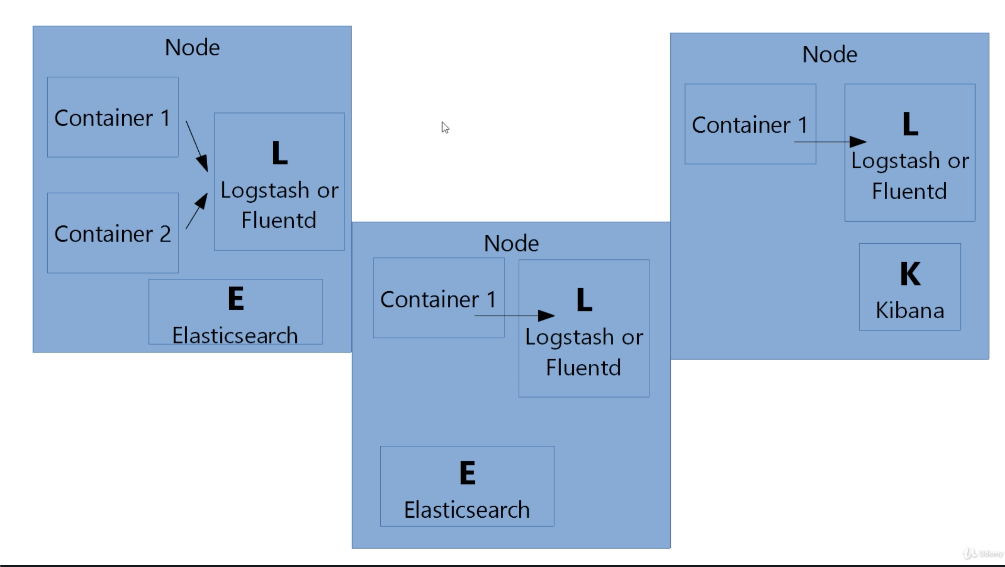 Node
Container 1
L
Logstash or
Fluentd
Container 2
E
Elasticsearch
Node
Container 1
L
Logstash or
Fluentd
E
Elasticsearch
Node
Container 1
L
Logstash or
Fluentd
K
Kibana
Udemy